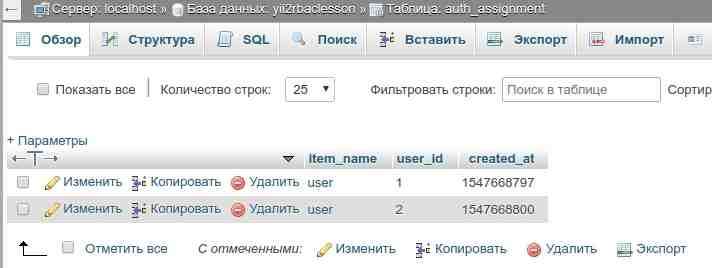 Сервер: localhost » База данных: yii2rbaclesson » Таблица: auth_assignment
Обзор Структура SQL Поиск Вставить Экспорт Импорт
Показать все Количество строк: 25 Фильтровать строки: Поиск в таблице Сортир
+ Параметры
item_name user_id created_at
Изменить Копировать Удалить user 1 1547668797
Изменить Копировать Удалить user 2 1547668800
Отметить все С отмеченными: Изменить Копировать Удалить Экспорт